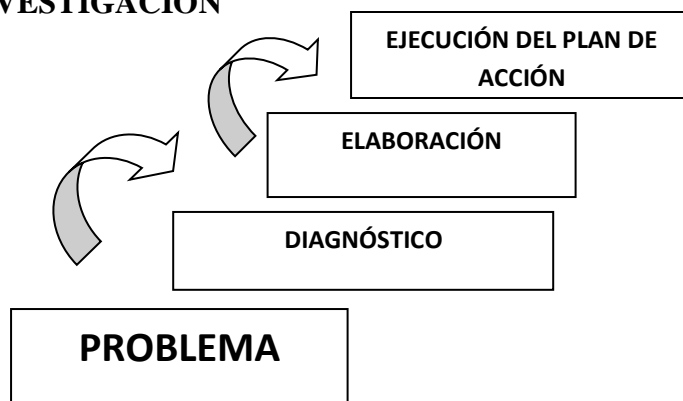 VESTIGACIÓN
EJECUCIÓN DEL PLAN DE
ACCIÓN
ELABORACIÓN
DIAGNÓSTICO
PROBLEMA